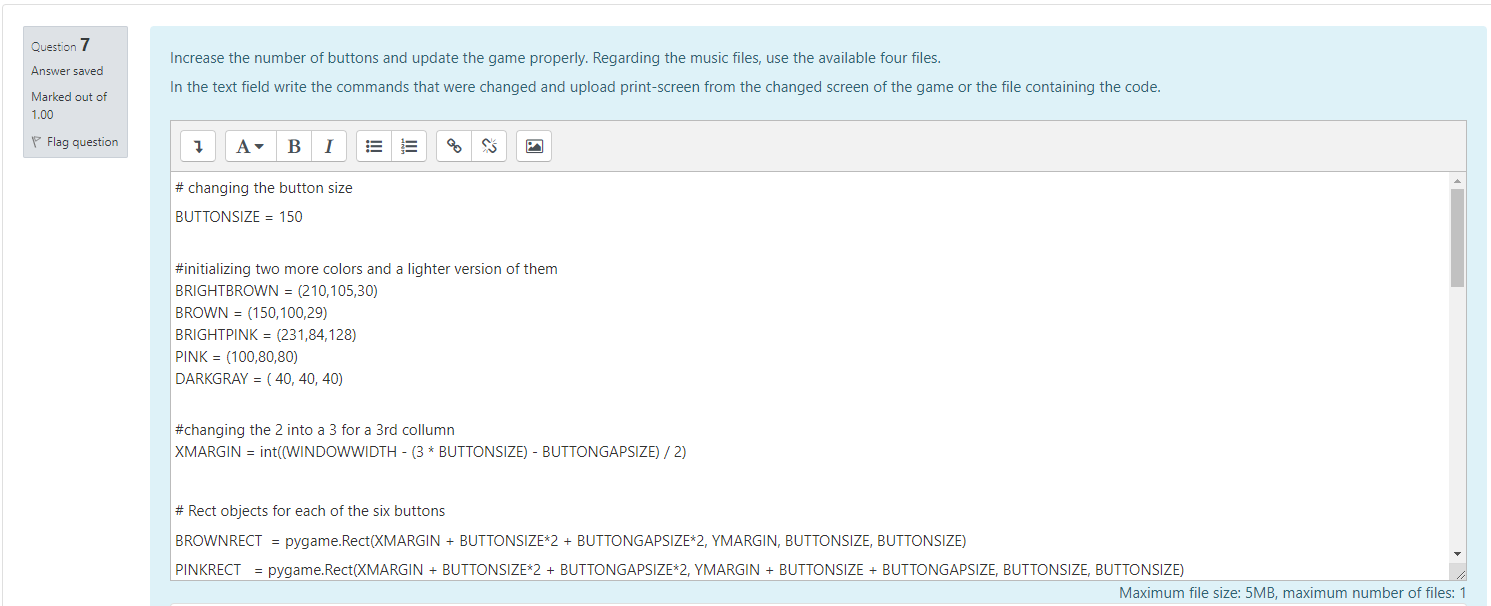 Question 7
Answer saved
Marked out of
1.00
Flag question
Increase the number of buttons and update the game properly. Regarding the music files, use the available four files.
In the text field write the commands that were changed and upload print-screen from the changed screen of the game or the file containing the code.
A B I
# changing the button size
BUTTONSIZE = 150
#initializing two more colors and a lighter version of them
BRIGHTBROWN = (210,105,30)
BROWN = (150,100,29)
BRIGHTPINK = (231,84,128)
PINK = (100,80,80)
DARKGRAY = ( 40, 40, 40)
#changing the 2 into a 3 for a 3rd collumn
XMARGIN = int((WINDOWWIDTH - (3 * BUTTONSIZE) - BUTTONGAPSIZE) / 2)
# Rect objects for each of the six buttons
BROWNRECT = pygame.Rect(XMARGIN + BUTTONSIZE*2 + BUTTONGAPSIZE*2, YMARGIN, BUTTONSIZE, BUTTONSIZE)
PINKRECT = pygame.Rect(XMARGIN + BUTTONSIZE*2 + BUTTONGAPSIZE*2, YMARGIN + BUTTONSIZE + BUTTONGAPSIZE, BUTTONSIZE, BUTTONSIZE)
Maximum file size: 5MB, maximum number of files: 1